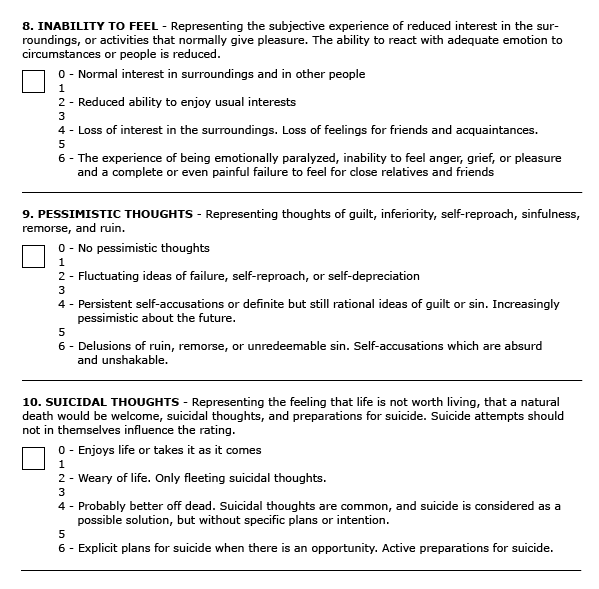 8. INABILITY TO FEEL - Representing the subjective experience of reduced interest in the sur-
roundings, or activities that normally give pleasure. The ability to react with adequate emotion to
circumstances or people is reduced.
0 - Normal interest in surroundings and in other people
1
2 - Reduced ability to enjoy usual interests
3
4 - Loss of interest in the surroundings. Loss of feelings for friends and acquaintances.
5
6 - The experience of being emotionally paralyzed, inability to feel anger, grief, or pleasure
and a complete or even painful failure to feel for close relatives and friends
9. PESSIMISTIC THOUGHTS - Representing thoughts of guilt, inferiority, self-reproach, sinfulness,
remorse, and ruin.
0 - No pessimistic thoughts
1
2 - Fluctuating ideas of failure, self-reproach, or self-depreciation
3
4 - Persistent self-accusations or definite but still rational ideas of guilt or sin. Increasingly
pessimistic about the future.
5
6 - Delusions of ruin, remorse, or unredeemable sin. Self-accusations which are absurd
and unshakable.
10. SUICIDAL THOUGHTS - Representing the feeling that life is not worth living, that a natural
death would be welcome, suicidal thoughts, and preparations for suicide. Suicide attempts should
not in themselves influence the rating.
0 - Enjoys life or takes it as it comes
1
2 - Weary of life. Only fleeting suicidal thoughts.
3
4 - Probably better off dead. Suicidal thoughts are common, and suicide is considered as a
possible solution, but without specific plans or intention.
5
6 - Explicit plans for suicide when there is an opportunity. Active preparations for suicide.